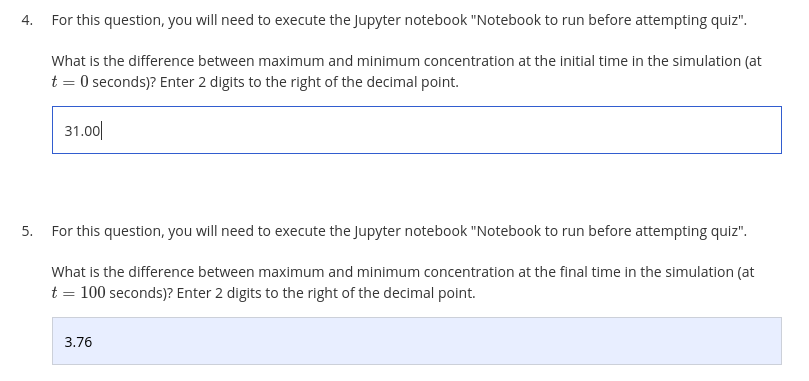 4. For this question, you will need to execute the Jupyter notebook "Notebook to run before attempting quiz".
What is the difference between maximum and minimum concentration at the initial time in the simulation (at
t = 0 seconds)? Enter 2 digits to the right of the decimal point.
31.00
5. For this question, you will need to execute the Jupyter notebook "Notebook to run before attempting quiz".
What is the difference between maximum and minimum concentration at the final time in the simulation (at
t = 100 seconds)? Enter 2 digits to the right of the decimal point.
3.76